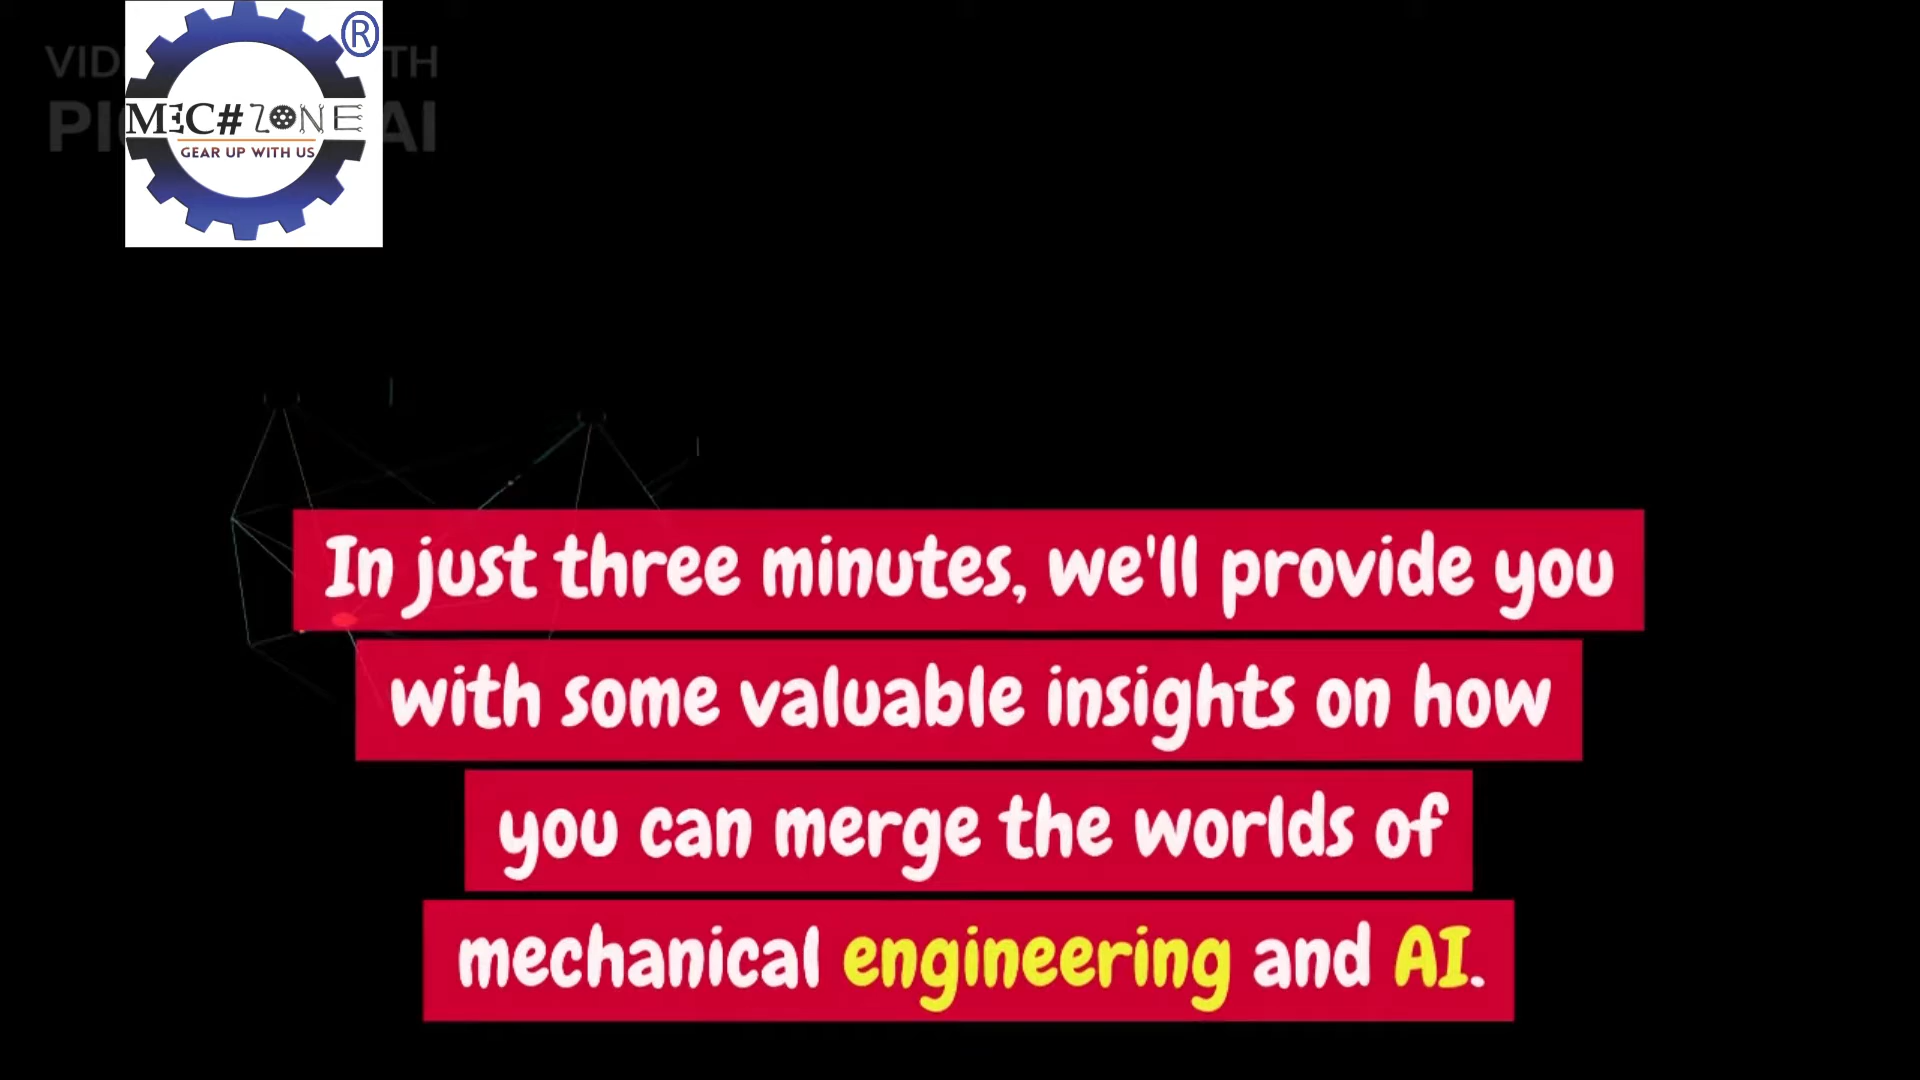 MEC# ZONE
®
GEAR UP WITH US
In just three minutes, we'll provide you
with some valuable insights on how
you can merge the worlds of
mechanical engineering and AI.